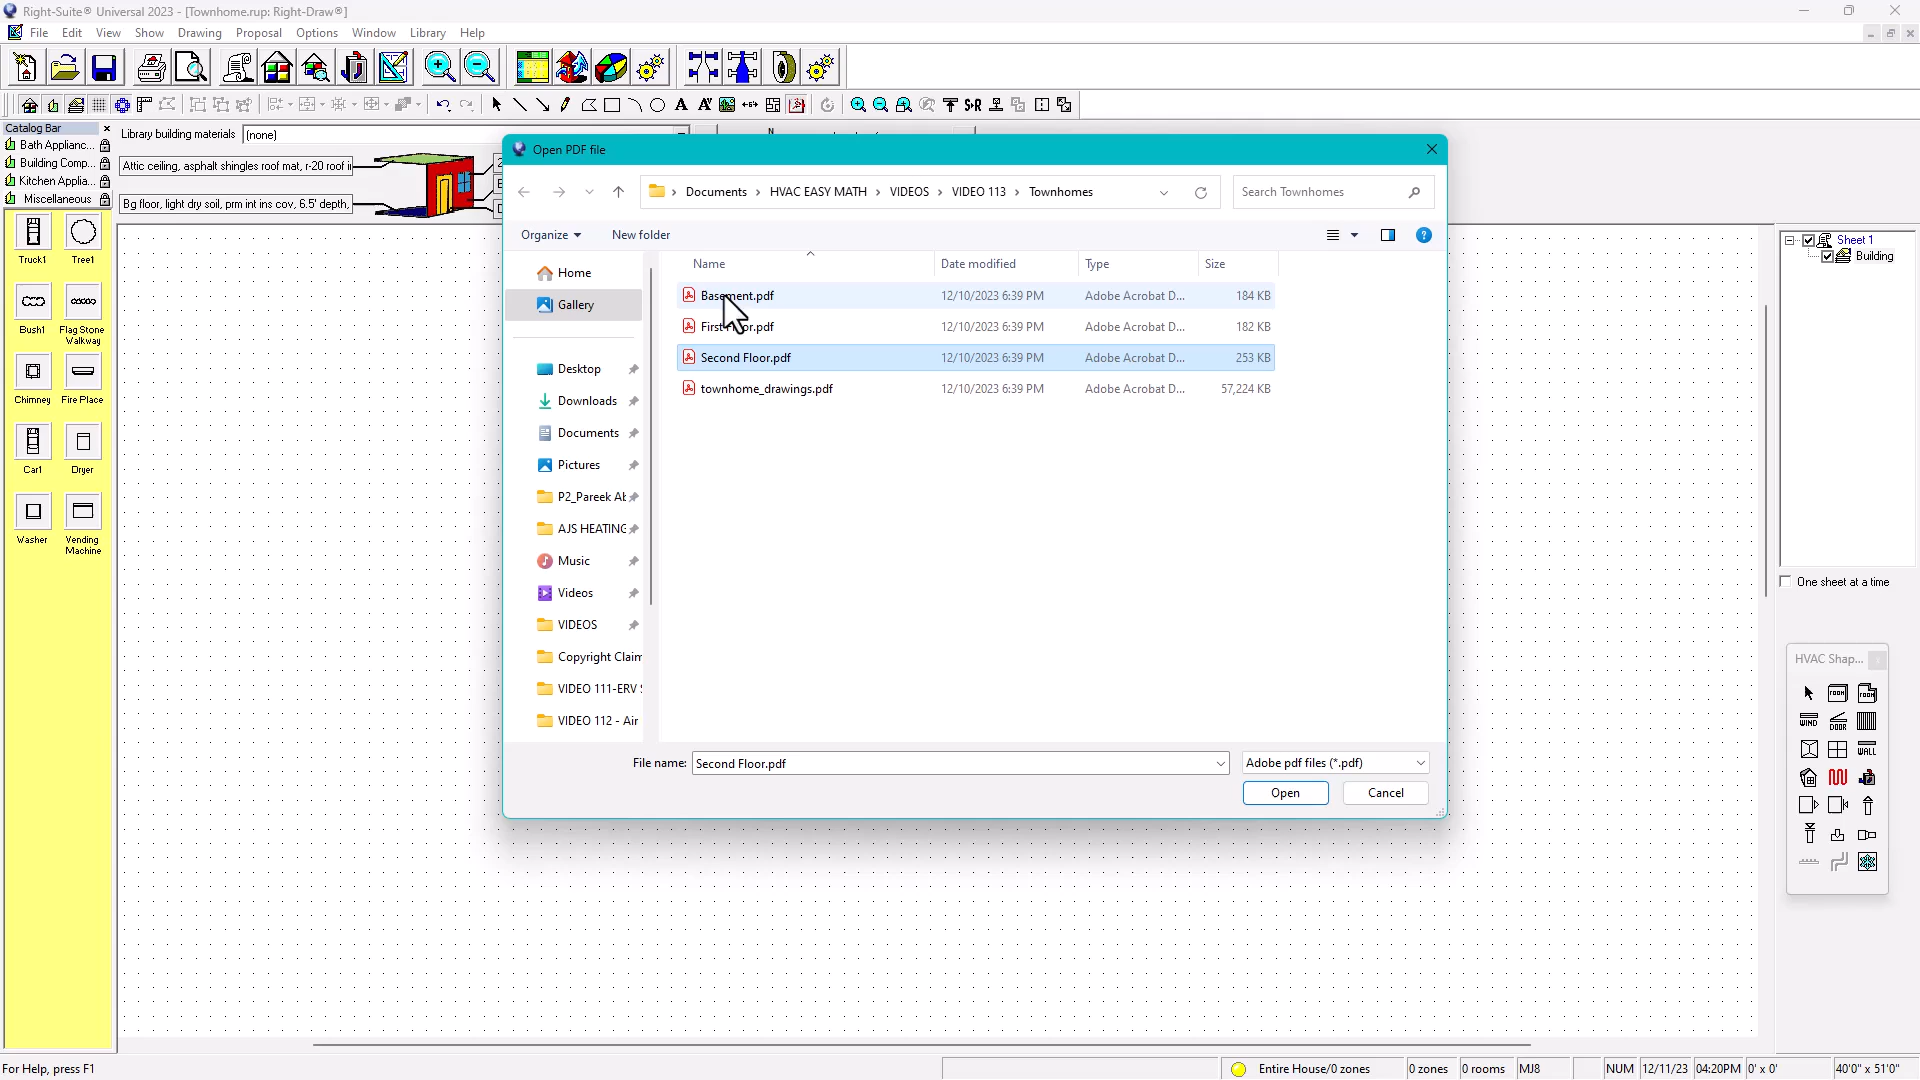 Right-Suite® Universal 2023 - [Townhome.rup: Right-Draw®]
File Edit View Show Drawing Proposal Options Window Library Help
Catalog Bar
Bath Applianc...
Building Comp...
Kitchen Applia...
Miscellaneous
Library building materials (none)
Attic ceiling, asphalt shingles roof mat, r-20 roof i
Bg floor, light dry soil, prm int ins cov, 6.5' depth,
Truck1 Tree1
Bush1 Flag Stone Walkway
Chimney Fire Place
Car1 Dryer
Washer Vending Machine
Open PDF file
Documents > HVAC EASY MATH > VIDEOS > VIDEO 113 > Townhomes
Search Townhomes
Organize New folder
Name Date modified Type Size
Basement.pdf 12/10/2023 6:39 PM Adobe Acrobat D... 184 KB
12/10/2023 6:39 PM Adobe Acrobat D... 182 KB
Second Floor.pdf 12/10/2023 6:39 PM Adobe Acrobat D... 253 KB
townhome_drawings.pdf 12/10/2023 6:39 PM Adobe Acrobat D... 57,224 KB
Home
Gallery
Desktop
Downloads
Documents
Pictures
P2_Pareek
AJS HEATING
Music
Videos
VIDEOS
Copyright Claim
VIDEO 111-ERV
VIDEO 112 - Air
File name: Second Floor.pdf
Adobe pdf files (*.pdf)
Open Cancel
Sheet 1
Building
One sheet at a time
HVAC Shap...
ROOM ROOM
WIND DOOR
WALL
For Help, press F1
Entire House/0 zones 0 zones 0 rooms MJ8 NUM 12/11/23 04:20PM 0' x 0' 40'0" x 51'0"